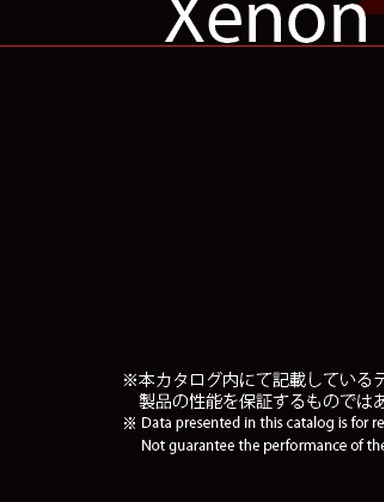 Xenon
※本カタログ内にて記載しているデ
製品の性能を保証するものではあ
※ Data presented in this catalog is for re
Not guarantee the performance of the